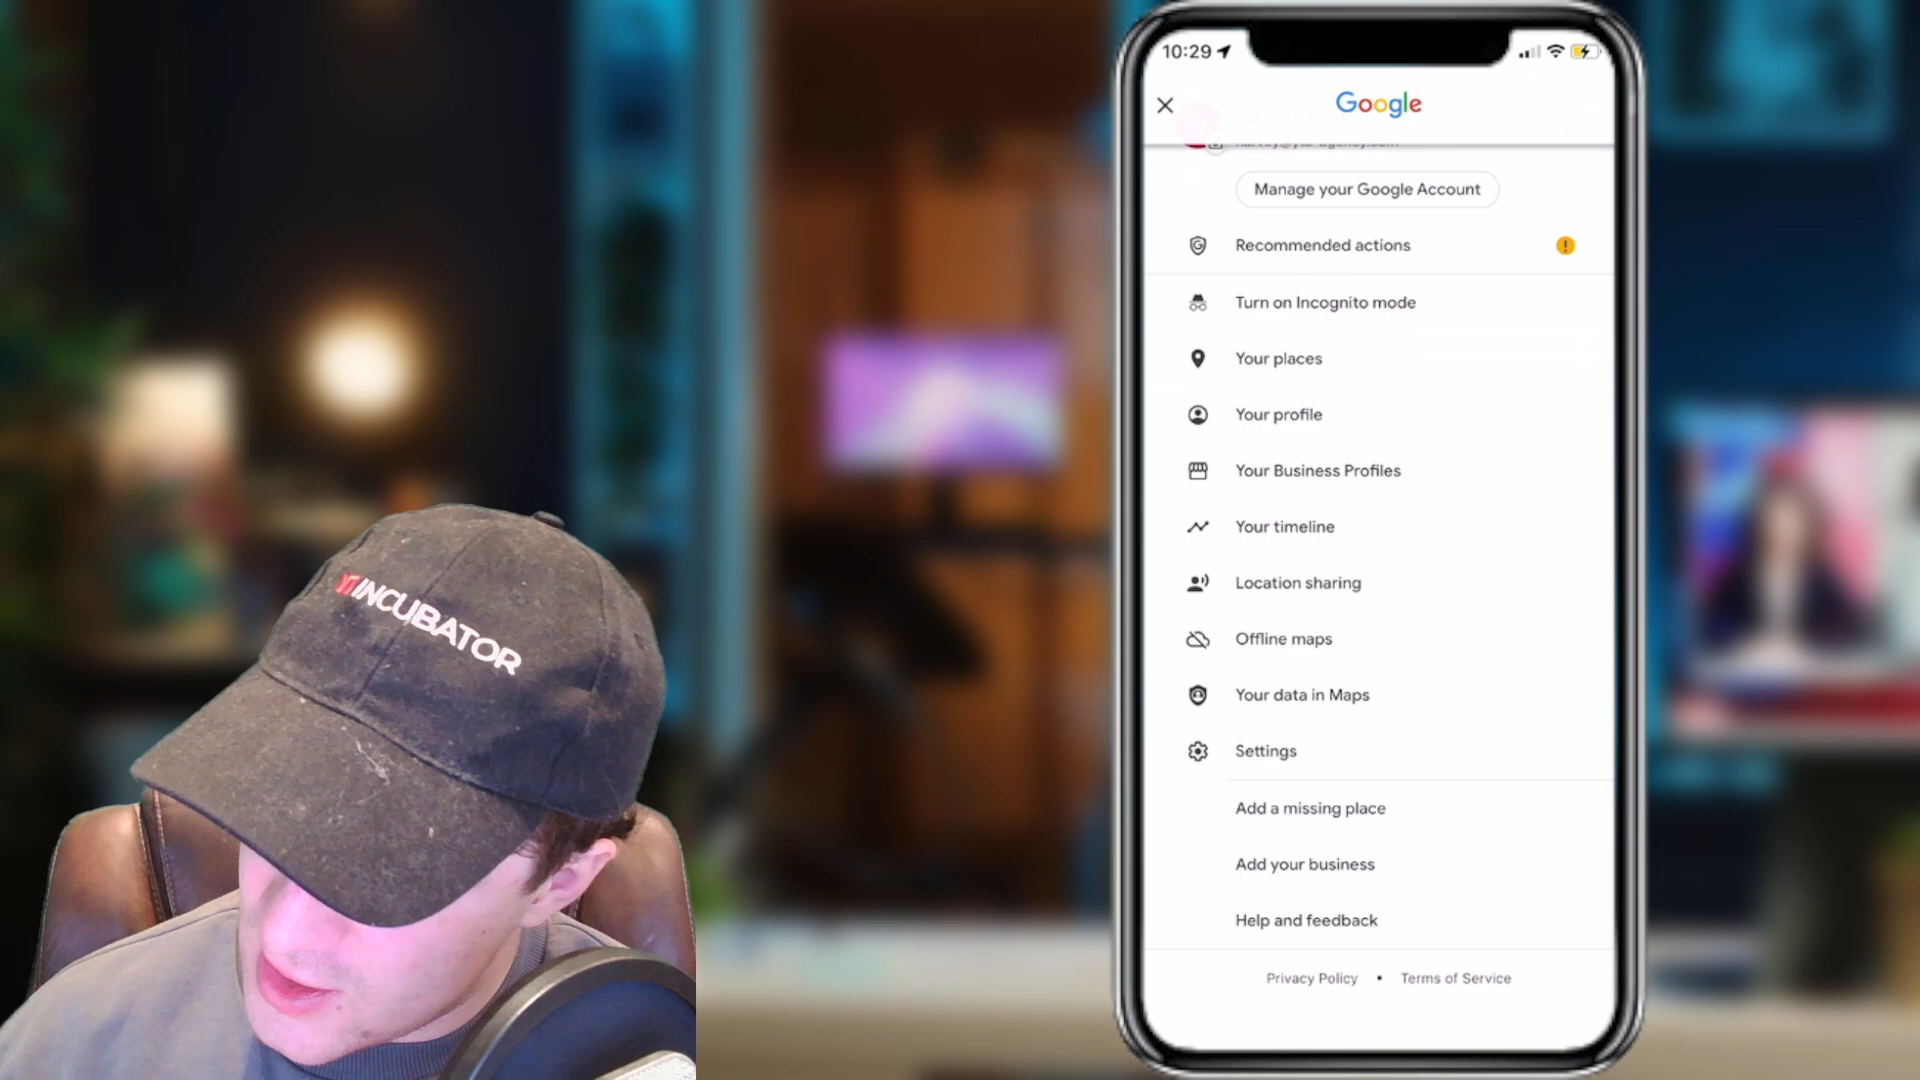 10:29
Google
Manage your Google Account
Recommended actions
Turn on Incognito mode
Your places
Your profile
Your Business Profiles
Your timeline
Location sharing
Offline maps
Your data in Maps
Settings
Add a missing place
Add your business
Help and feedback
Privacy Policy • Terms of Service
YTINCUBATOR